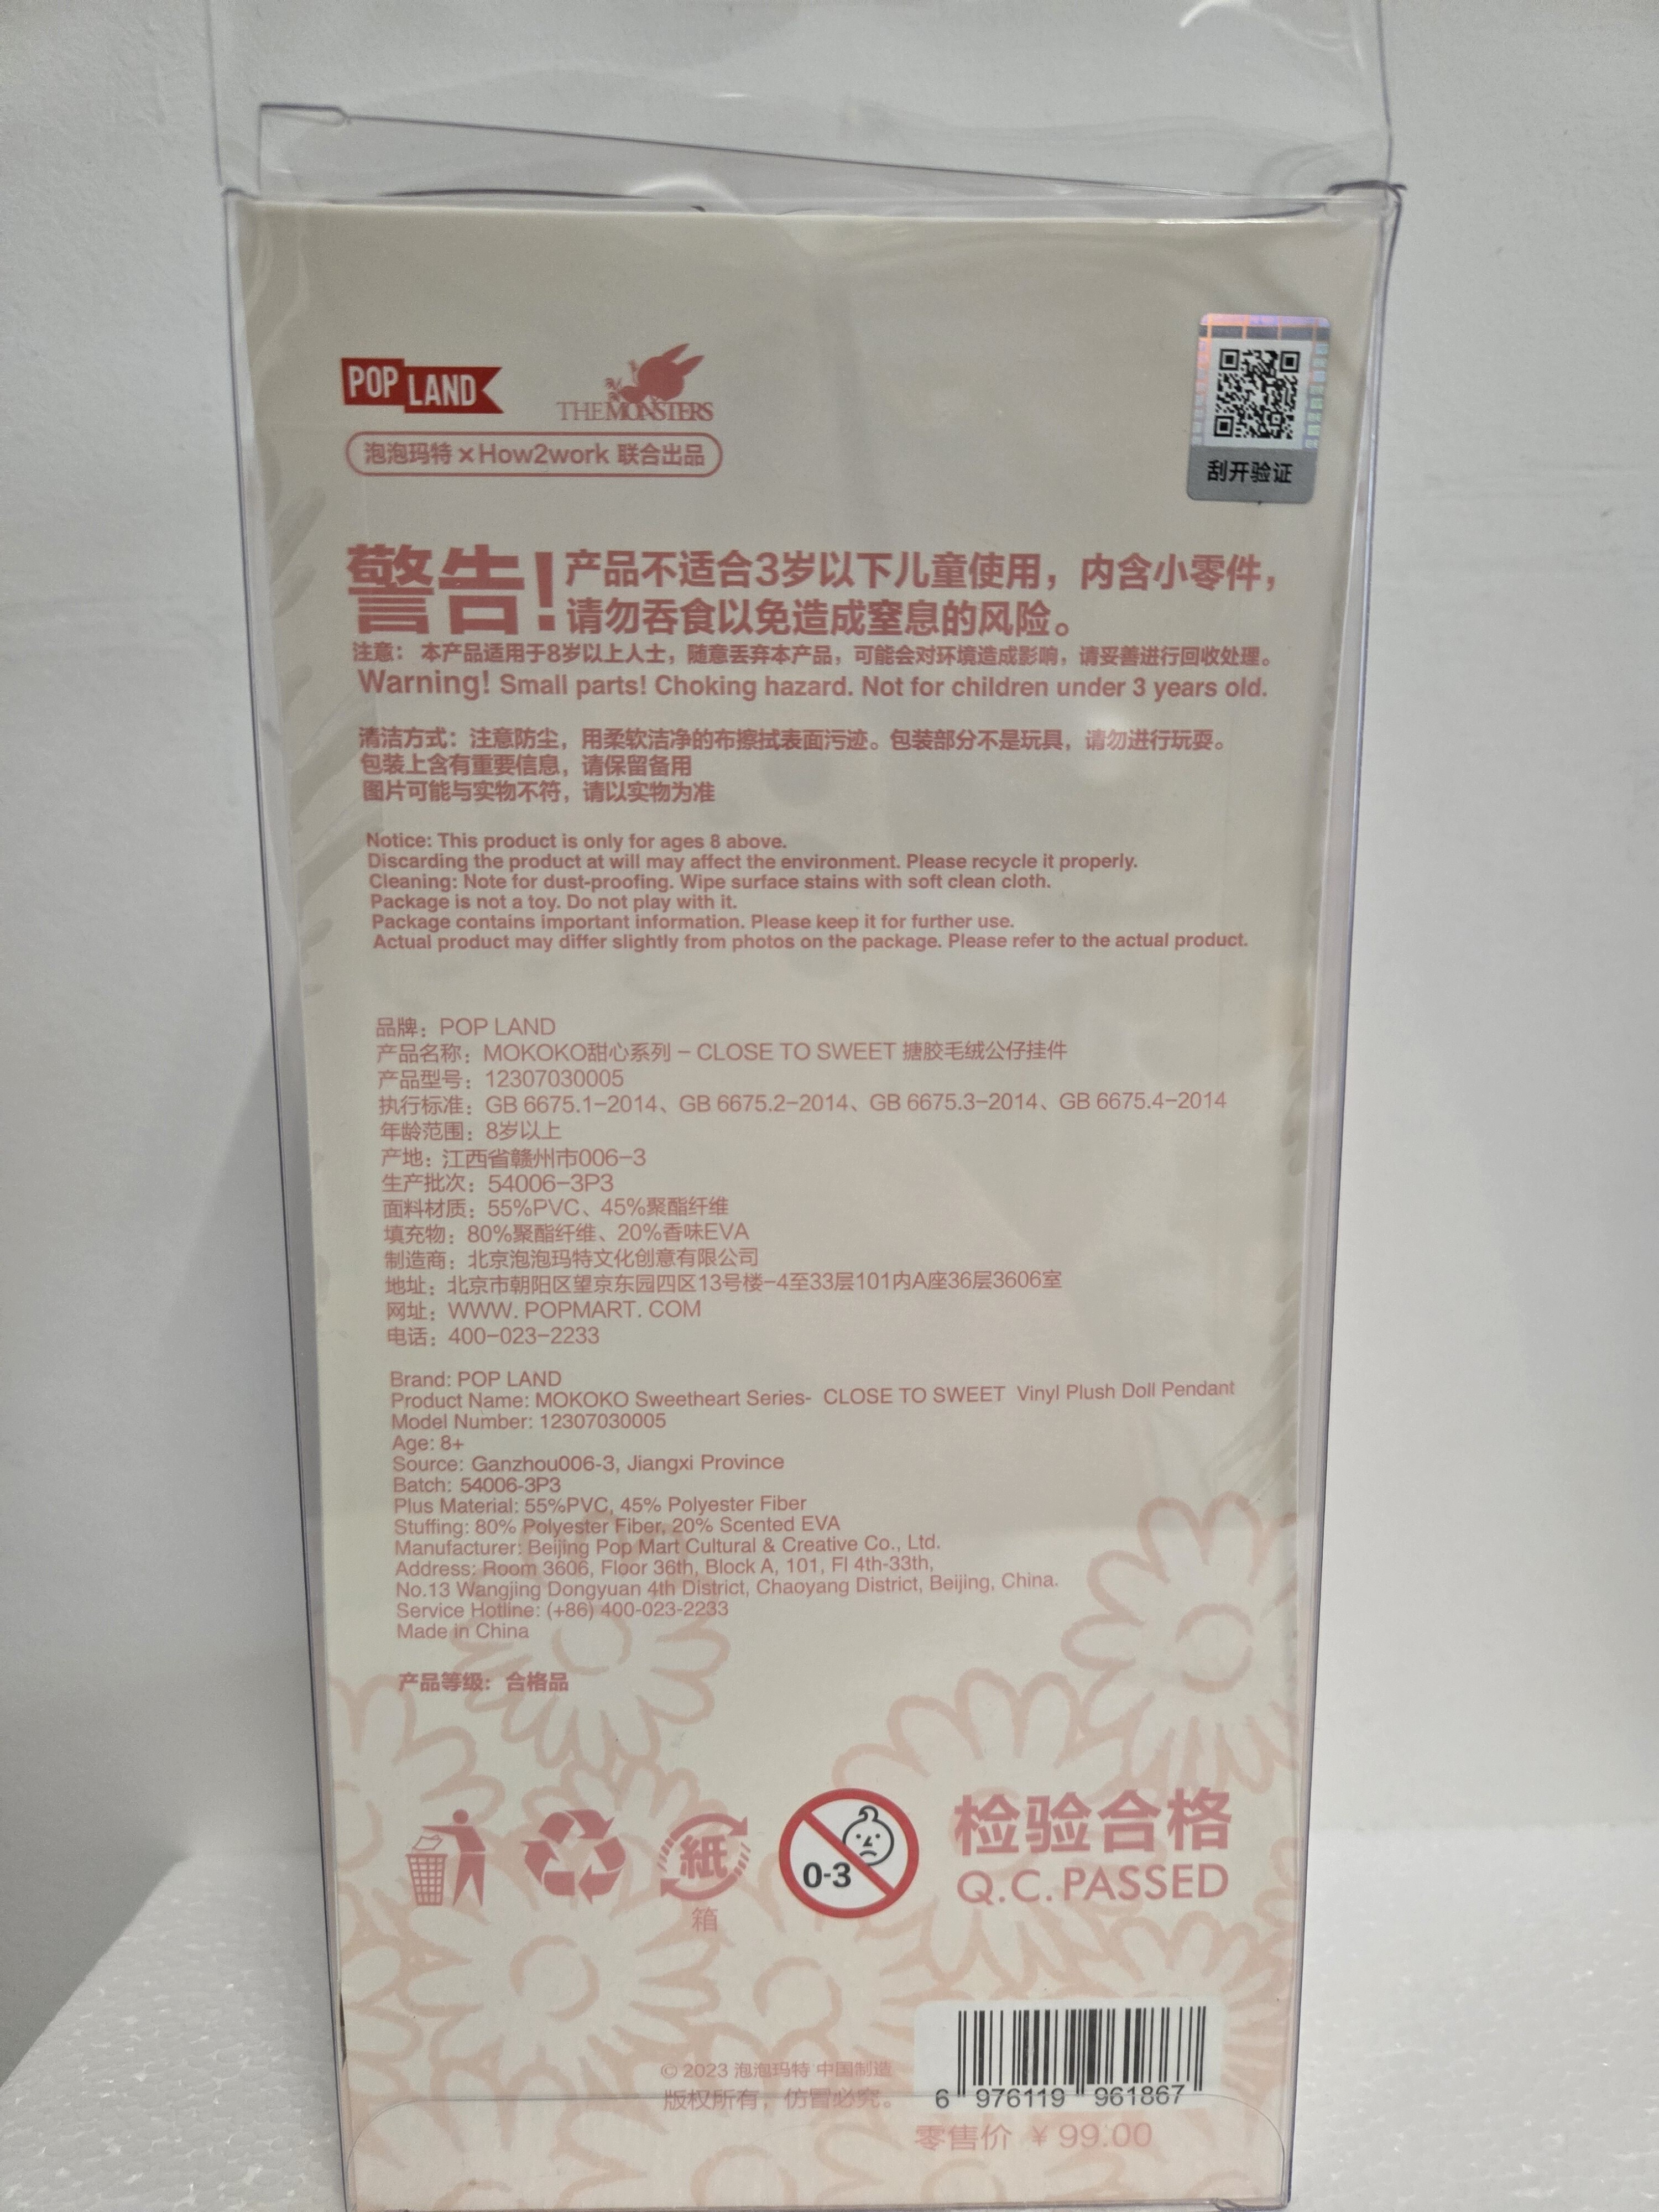 POP LAND
THE MONSTERS
泡泡玛特×How2work 联合出品
刮开验证
警告!
产品不适合3岁以下儿童使用，内含小零件，
请勿吞食以免造成窒息的风险。
注意：本产品适用于8岁以上人士，随意丢弃本产品，可能会对环境造成影响，请妥善进行回收处理。
Warning! Small parts! Choking hazard. Not for children under 3 years old.
清洁方式：注意防尘，用柔软洁净的布擦拭表面污迹。包装部分不是玩具，请勿进行玩耍。
包装上含有重要信息，请保留备用
图片可能与实物不符，请以实物为准
Notice: This product is only for ages 8 above.
Discarding the product at will may affect the environment. Please recycle it properly.
Cleaning: Note for dust-proofing. Wipe surface stains with soft clean cloth.
Package is not a toy. Do not play with it.
Package contains important information. Please keep it for further use.
Actual product may differ slightly from photos on the package. Please refer to the actual product.
品牌：POP LAND
产品名称：MOKOKO甜心系列－CLOSE TO SWEET 搪胶毛绒公仔挂件
产品型号：12307030005
执行标准：GB 6675.1-2014、GB 6675.2-2014、GB 6675.3-2014、GB 6675.4-2014
年龄范围：8岁以上
产地：江西省赣州市006-3
生产批次：54006-3P3
面料材质：55%PVC、45%聚酯纤维
填充物：80%聚酯纤维、20%香味EVA
制造商：北京泡泡玛特文化创意有限公司
地址：北京市朝阳区望京东园四区13号楼-4至33层101内A座36层3606室
网址：WWW. POPMART. COM
电话：400-023-2233
Brand: POP LAND
Product Name: MOKOKO Sweetheart Series- CLOSE TO SWEET Vinyl Plush Doll Pendant
Model Number: 12307030005
Age: 8+
Source: Ganzhou006-3, Jiangxi Province
Batch: 54006-3P3
Plus Material: 55%PVC, 45% Polyester Fiber
Stuffing: 80% Polyester Fiber, 20% Scented EVA
Manufacturer: Beijing Pop Mart Cultural & Creative Co., Ltd.
Address: Room 3606, Floor 36th, Block A, 101, Fl 4th-33th,
No.13 Wangjing Dongyuan 4th District, Chaoyang District, Beijing, China.
Service Hotline: (+86) 400-023-2233
Made in China
产品等级：合格品
紙
箱
0-3
检验合格
Q.C. PASSED
© 2023 泡泡玛特 中国制造
版权所有，仿冒必究。
6 976119 961867
零售价 ¥ 99.00